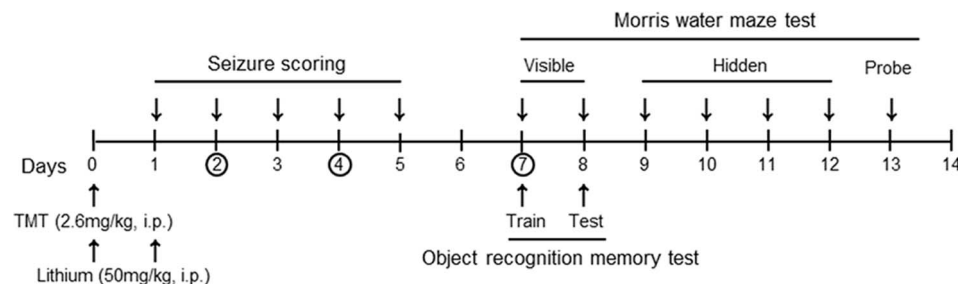 Morris water maze test
Seizure scoring Visible Hidden Probe
Days 0 1 2 3 4 5 6 7 8 9 10 11 12 13 14
TMT (2.6mg/kg, i.p.) Train Test
Object recognition memory test
Lithium (50mg/kg, i.p.)